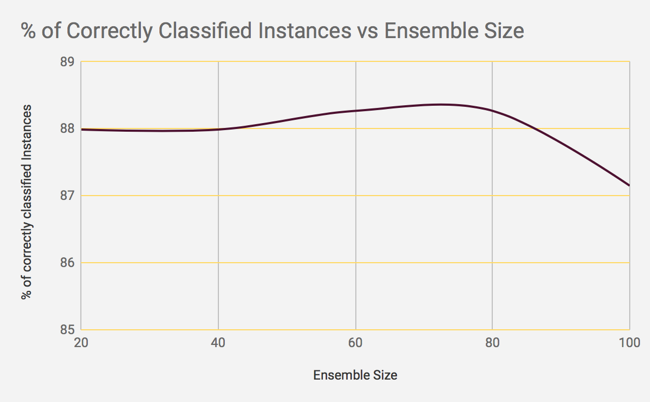 % of Correctly Classified Instances vs Ensemble Size
89
88
87
86
85
% of correctly classified Instances
20 40 60 80 100
Ensemble Size